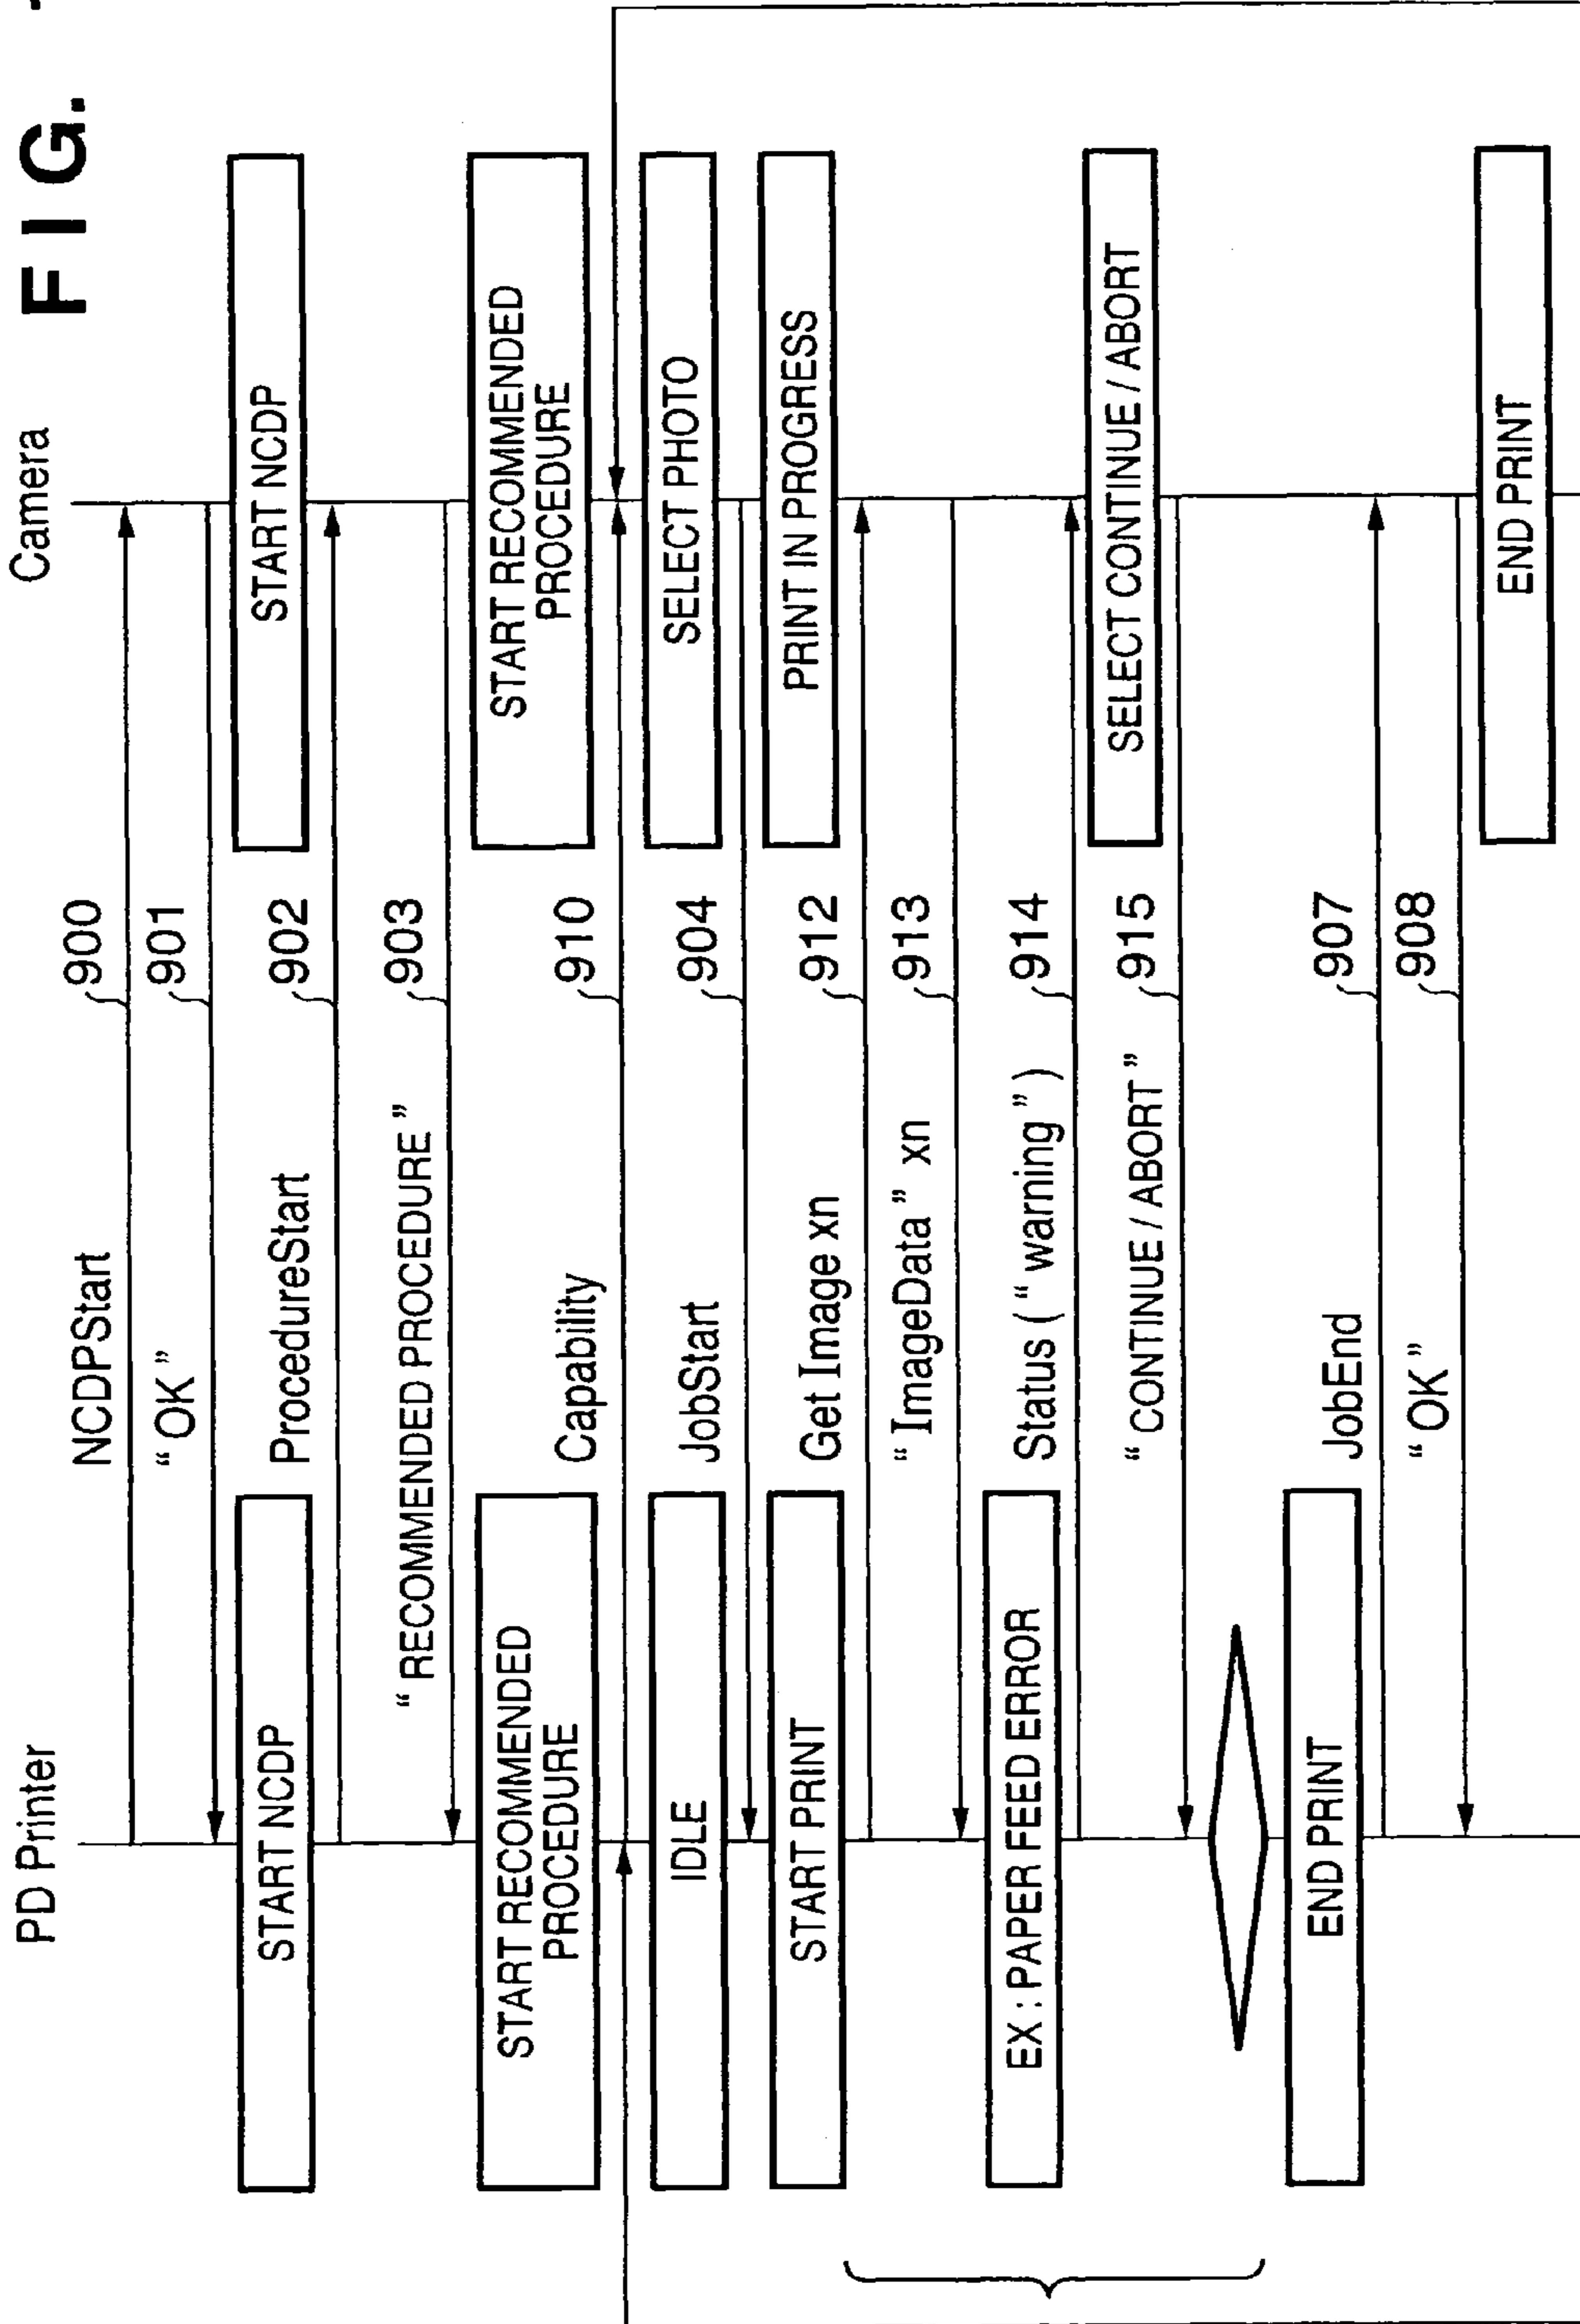 FIG.
PD Printer
Camera
NCDPStart
900
“ OK ”
901
START NCDP
START NCDP
ProcedureStart
902
“ RECOMMENDED PROCEDURE ”
903
START RECOMMENDED
PROCEDURE
START RECOMMENDED
PROCEDURE
Capability
910
IDLE
SELECT PHOTO
JobStart
904
START PRINT
PRINT IN PROGRESS
Get Image xn
912
“ ImageData ” xn
913
EX : PAPER FEED ERROR
Status ( “ warning ” )
914
SELECT CONTINUE / ABORT
“ CONTINUE / ABORT ”
915
END PRINT
JobEnd
907
“ OK ”
908
END PRINT